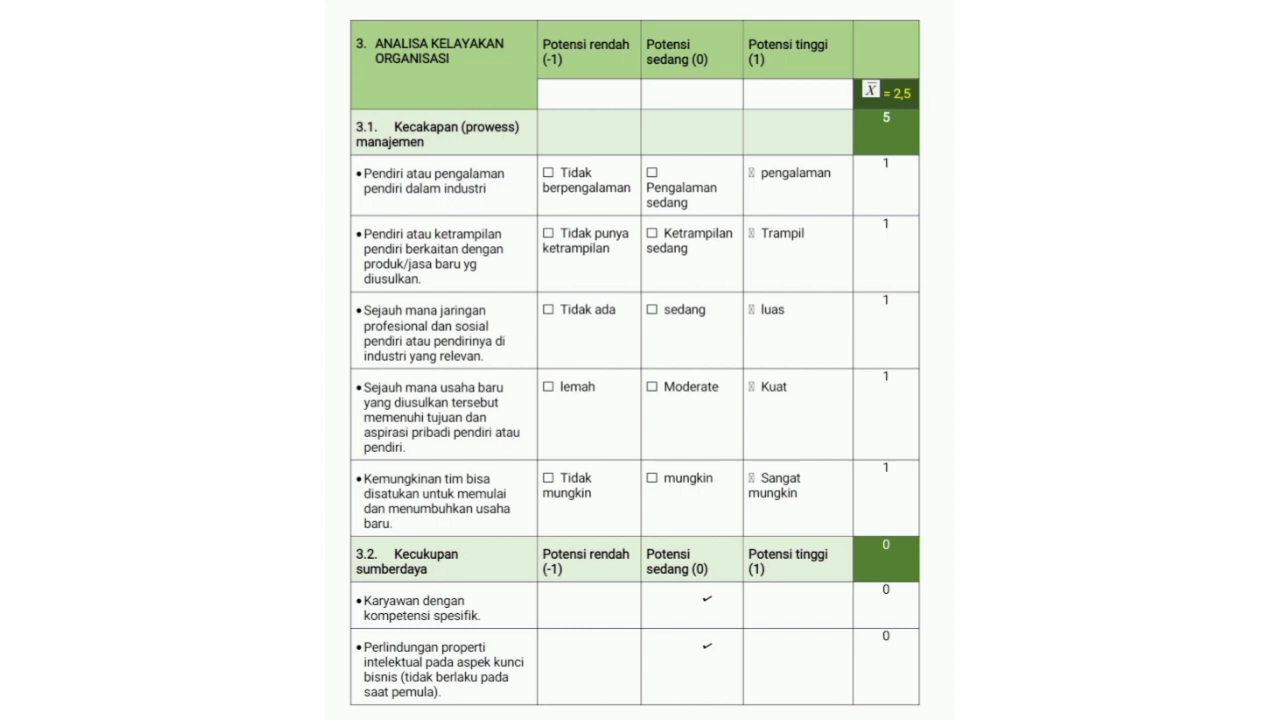 3. ANALISA KELAYAKAN
ORGANISASI
Potensi rendah
(-1)
Potensi
sedang (0)
Potensi tinggi
(1)
X̅ = 2,5
3.1. Kecakapan (prowess)
manajemen
5
• Pendiri atau pengalaman
pendiri dalam industri
☐ Tidak
berpengalaman
☐
Pengalaman
sedang
pengalaman
1
• Pendiri atau ketrampilan
pendiri berkaitan dengan
produk/jasa baru yg
diusulkan.
☐ Tidak punya
ketrampilan
☐ Ketrampilan
sedang
Trampil
1
• Sejauh mana jaringan
profesional dan sosial
pendiri atau pendirinya di
industri yang relevan.
☐ Tidak ada
☐ sedang
luas
1
• Sejauh mana usaha baru
yang diusulkan tersebut
memenuhi tujuan dan
aspirasi pribadi pendiri atau
pendiri.
☐ lemah
☐ Moderate
Kuat
1
• Kemungkinan tim bisa
disatukan untuk memulai
dan menumbuhkan usaha
baru.
☐ Tidak
mungkin
☐ mungkin
Sangat
mungkin
1
3.2. Kecukupan
sumberdaya
Potensi rendah
(-1)
Potensi
sedang (0)
Potensi tinggi
(1)
0
• Karyawan dengan
kompetensi spesifik.
✓
0
• Perlindungan properti
intelektual pada aspek kunci
bisnis (tidak berlaku pada
saat pemula).
✓
0